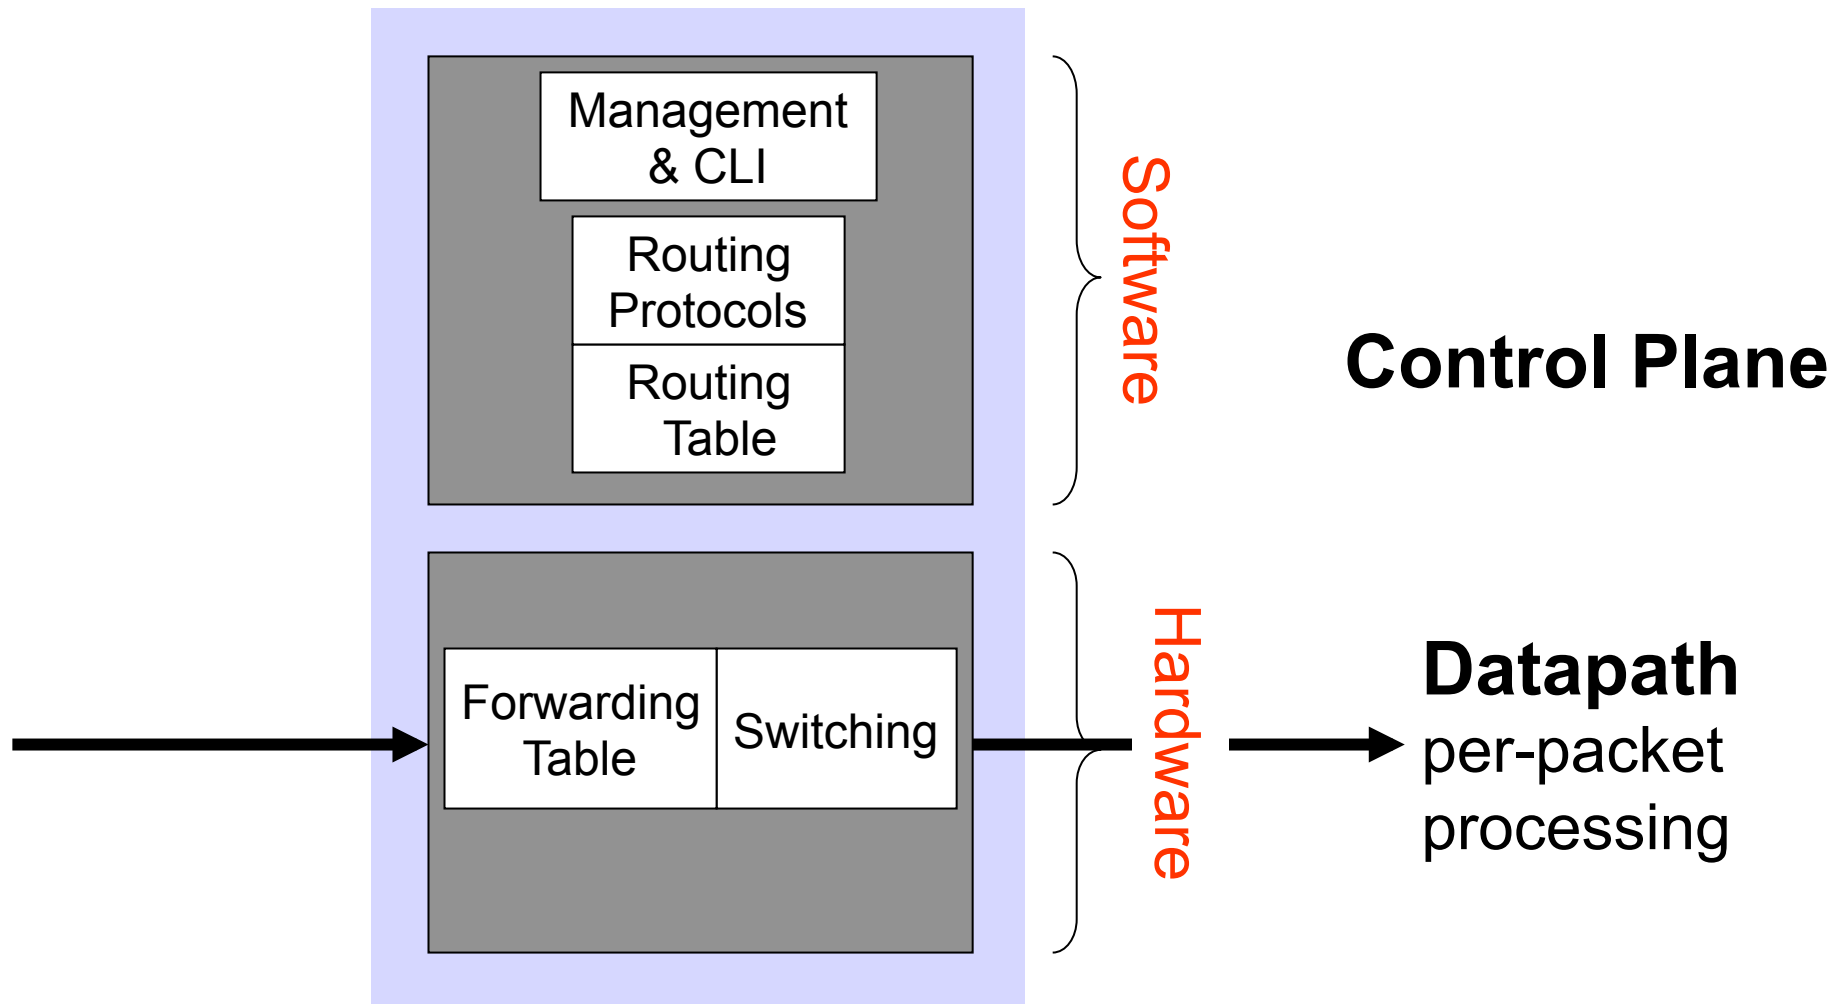 Management
& CLI
Routing
Protocols
Routing
Table
Software
Control Plane
Forwarding
Table
Switching
Hardware
Datapath
per-packet
processing